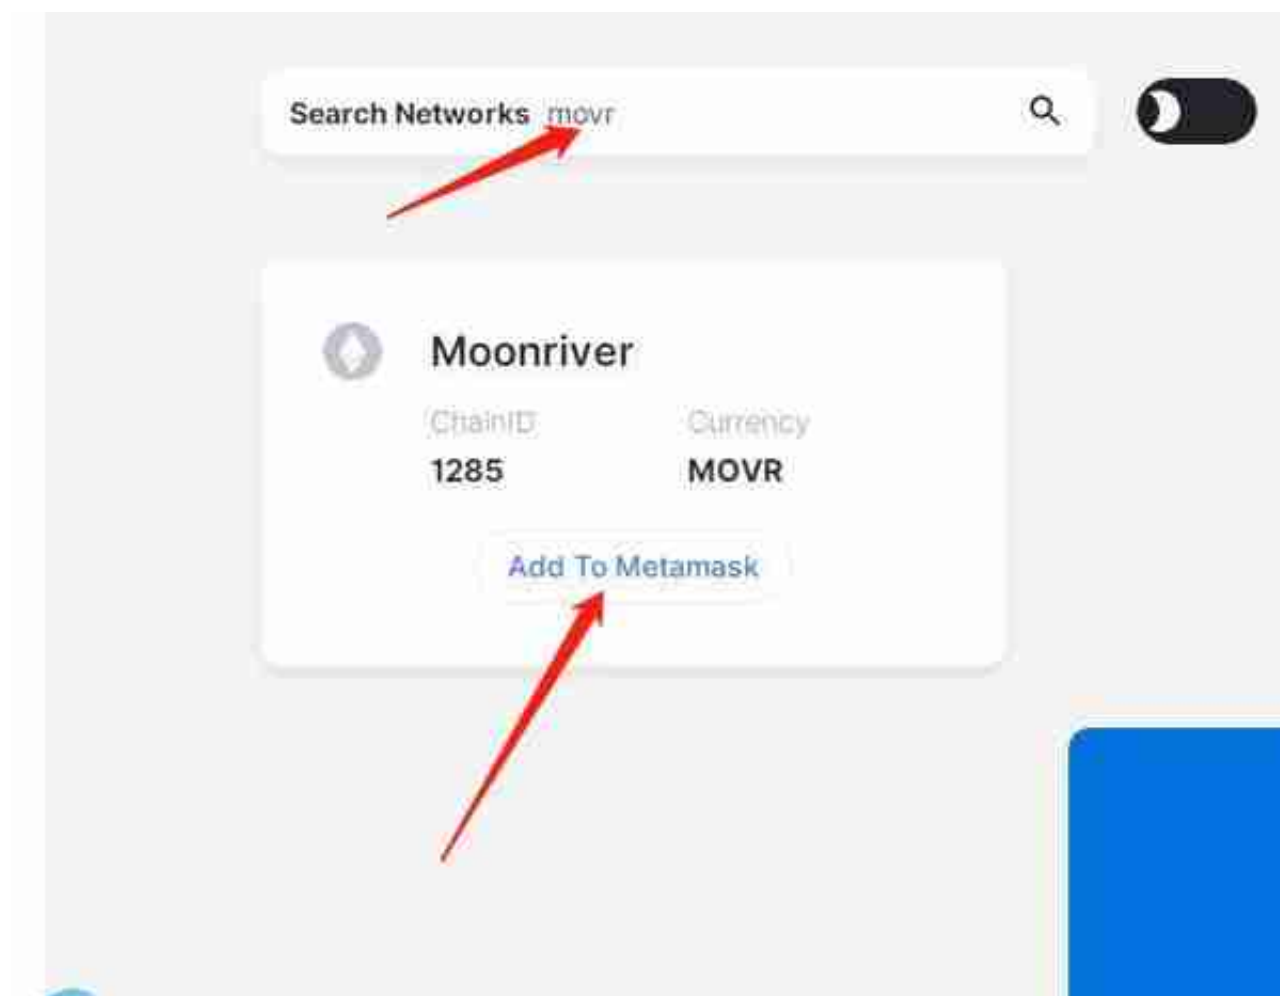 Search Networks movr
Moonriver
ChainID Currency
1285 MOVR
Add To Metamask